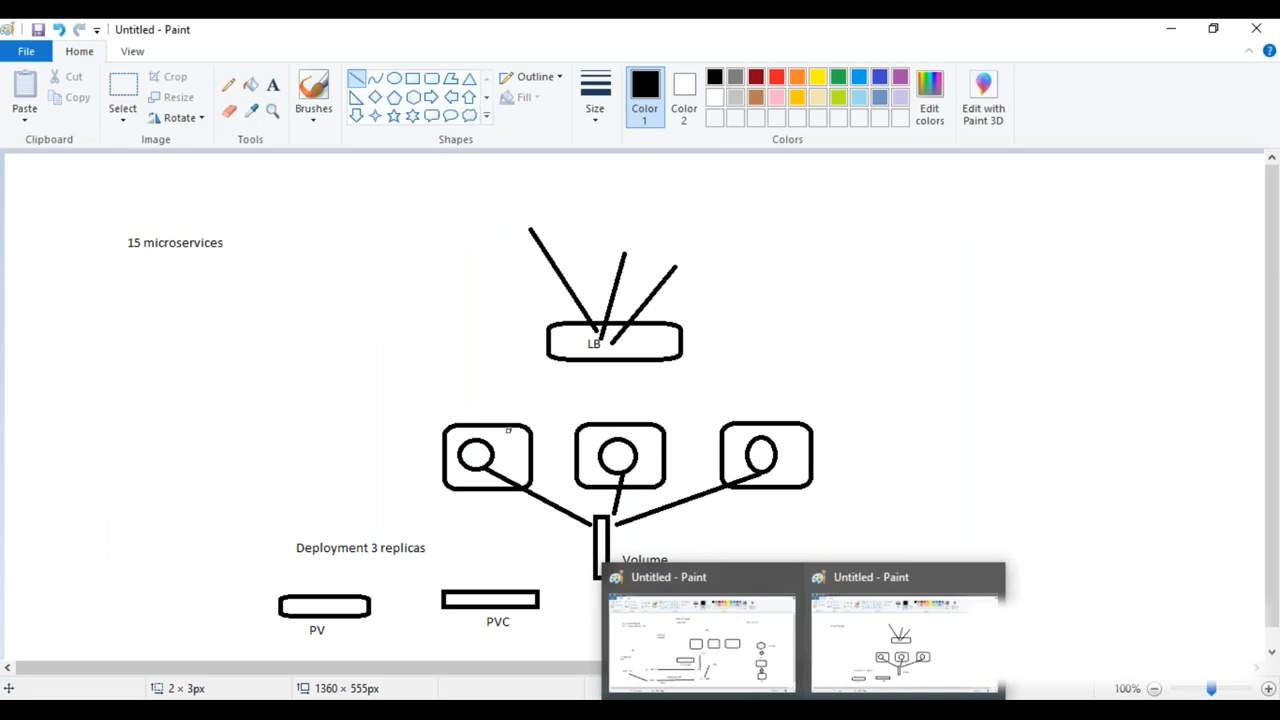 Untitled - Paint
File
Home
View
Paste
Cut
Copy
Clipboard
Select
Crop
Resize
Rotate
Image
A
Tools
Brushes
Outline
Fill
Shapes
Size
Color 1
Color 2
Edit colors
Colors
Edit with Paint 3D
15 microservices
LB
Deployment 3 replicas
Volume
PV
PVC
Untitled - Paint
Untitled - Paint
2 × 3px
1360 × 555px
100%